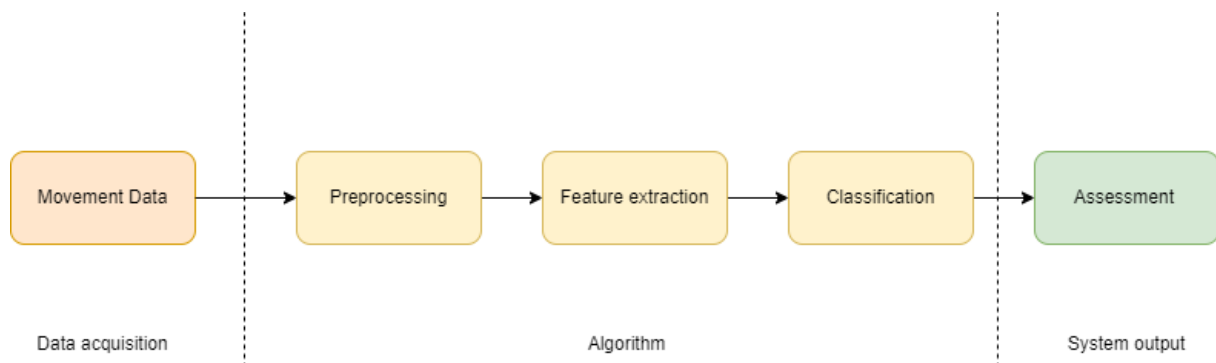 Movement Data
Preprocessing
Feature extraction
Classification
Assessment
Data acquisition
Algorithm
System output